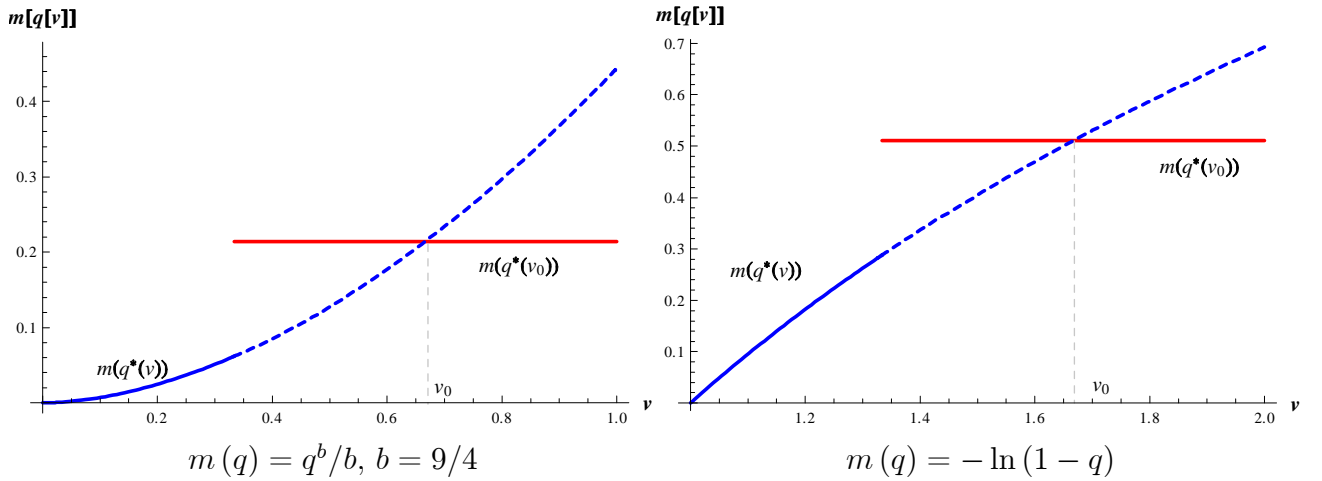 m[q[v]]
0.4
0.3
0.2
0.1
m(q*(v))
m(q*(v₀))
v₀
0.2 0.4 0.6 0.8 1.0
v
m (q) = q^b/b, b = 9/4
m[q[v]]
0.7
0.6
0.5
0.4
0.3
0.2
0.1
m(q*(v₀))
m(q*(v))
v₀
1.2 1.4 1.6 1.8 2.0
v
m (q) = − ln (1 − q)